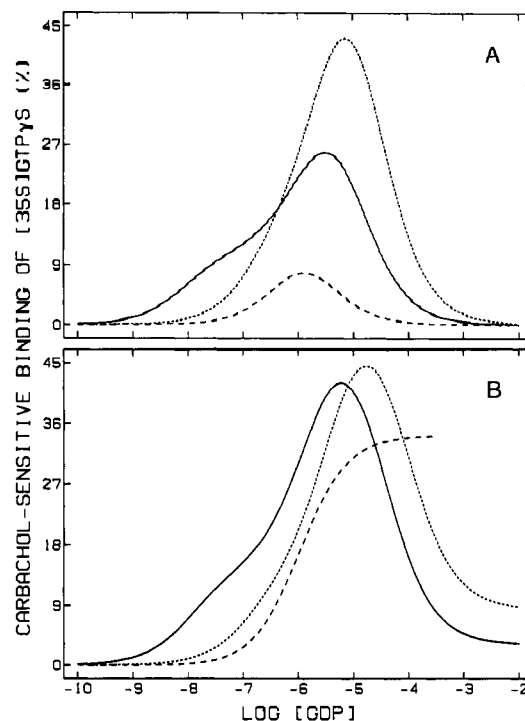 CARBACHOL-SENSITIVE BINDING OF [35S]GTPγS (%)
A
45
36
27
18
9
0
B
45
36
27
18
9
0
-10 -9 -8 -7 -6 -5 -4 -3 -2
LOG [GDP]